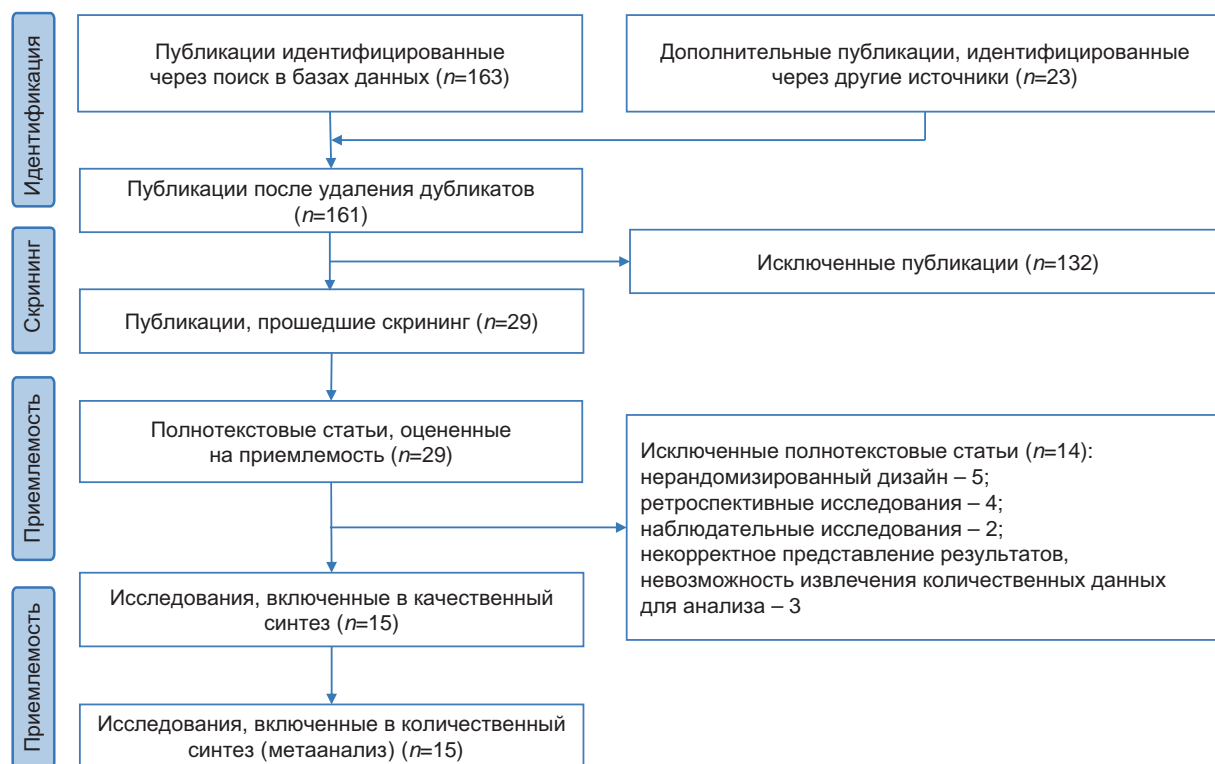 Идентификация
Публикации идентифицированные
через поиск в базах данных (n=163)
Дополнительные публикации, идентифицированные
через другие источники (n=23)
Публикации после удаления дубликатов
(n=161)
Скрининг
Исключенные публикации (n=132)
Публикации, прошедшие скрининг (n=29)
Приемлемость
Полнотекстовые статьи, оцененные
на приемлемость (n=29)
Исключенные полнотекстовые статьи (n=14):
нерандомизированный дизайн – 5;
ретроспективные исследования – 4;
наблюдательные исследования – 2;
некорректное представление результатов,
невозможность извлечения количественных данных
для анализа – 3
Приемлемость
Исследования, включенные в качественный
синтез (n=15)
Исследования, включенные в количественный
синтез (метаанализ) (n=15)